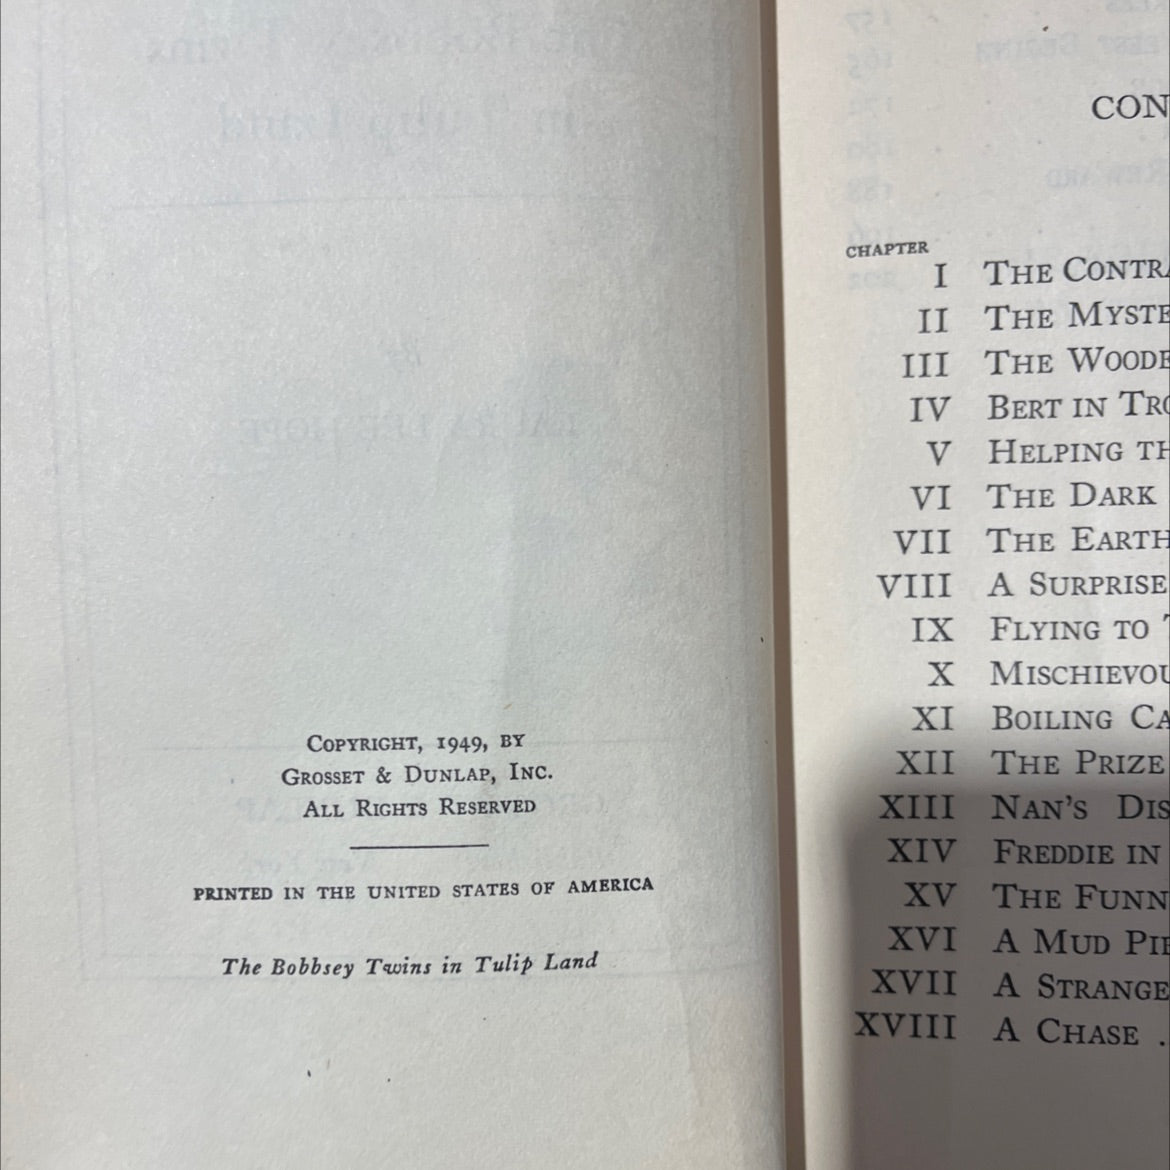 COPYRIGHT, 1949, BY
GROSSET & DUNLAP, INC.
ALL RIGHTS RESERVED
PRINTED IN THE UNITED STATES OF AMERICA
The Bobbsey Twins in Tulip Land
CON
CHAPTER
I THE CONTRA
II THE MYSTE
III THE WOODE
IV BERT IN TRO
V HELPING TH
VI THE DARK
VII THE EARTH
VIII A SURPRISE
IX FLYING TO
X MISCHIEVOU
XI BOILING CA
XII THE PRIZE
XIII NAN'S DIS
XIV FREDDIE IN
XV THE FUNN
XVI A MUD PIE
XVII A STRANGE
XVIII A CHASE .